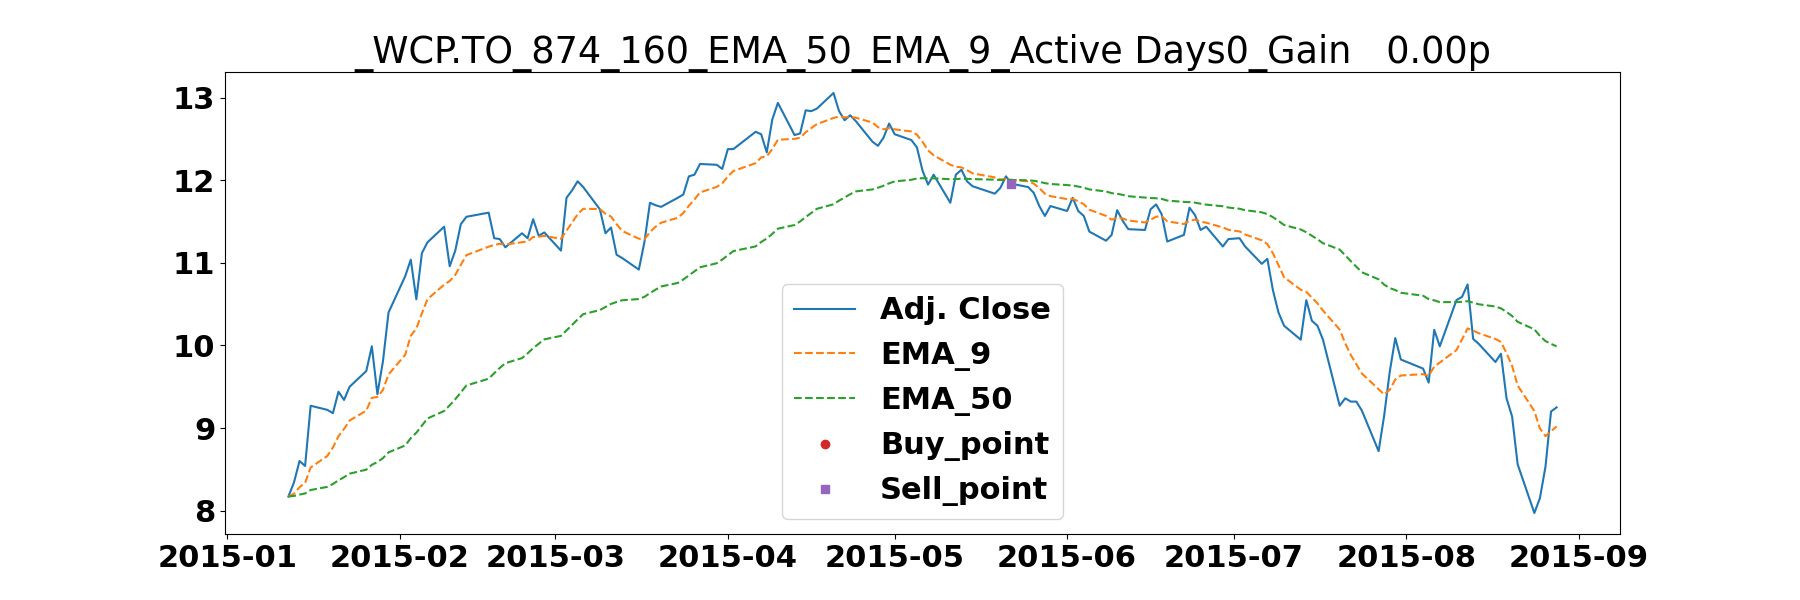 _WCP.TO_874_160_EMA_50_EMA_9_Active Days0_Gain   0.00p
13
12
11
10
9
8
Adj. Close
EMA_9
EMA_50
Buy_point
Sell_point
2015-01 2015-02 2015-03 2015-04 2015-05 2015-06 2015-07 2015-08 2015-09